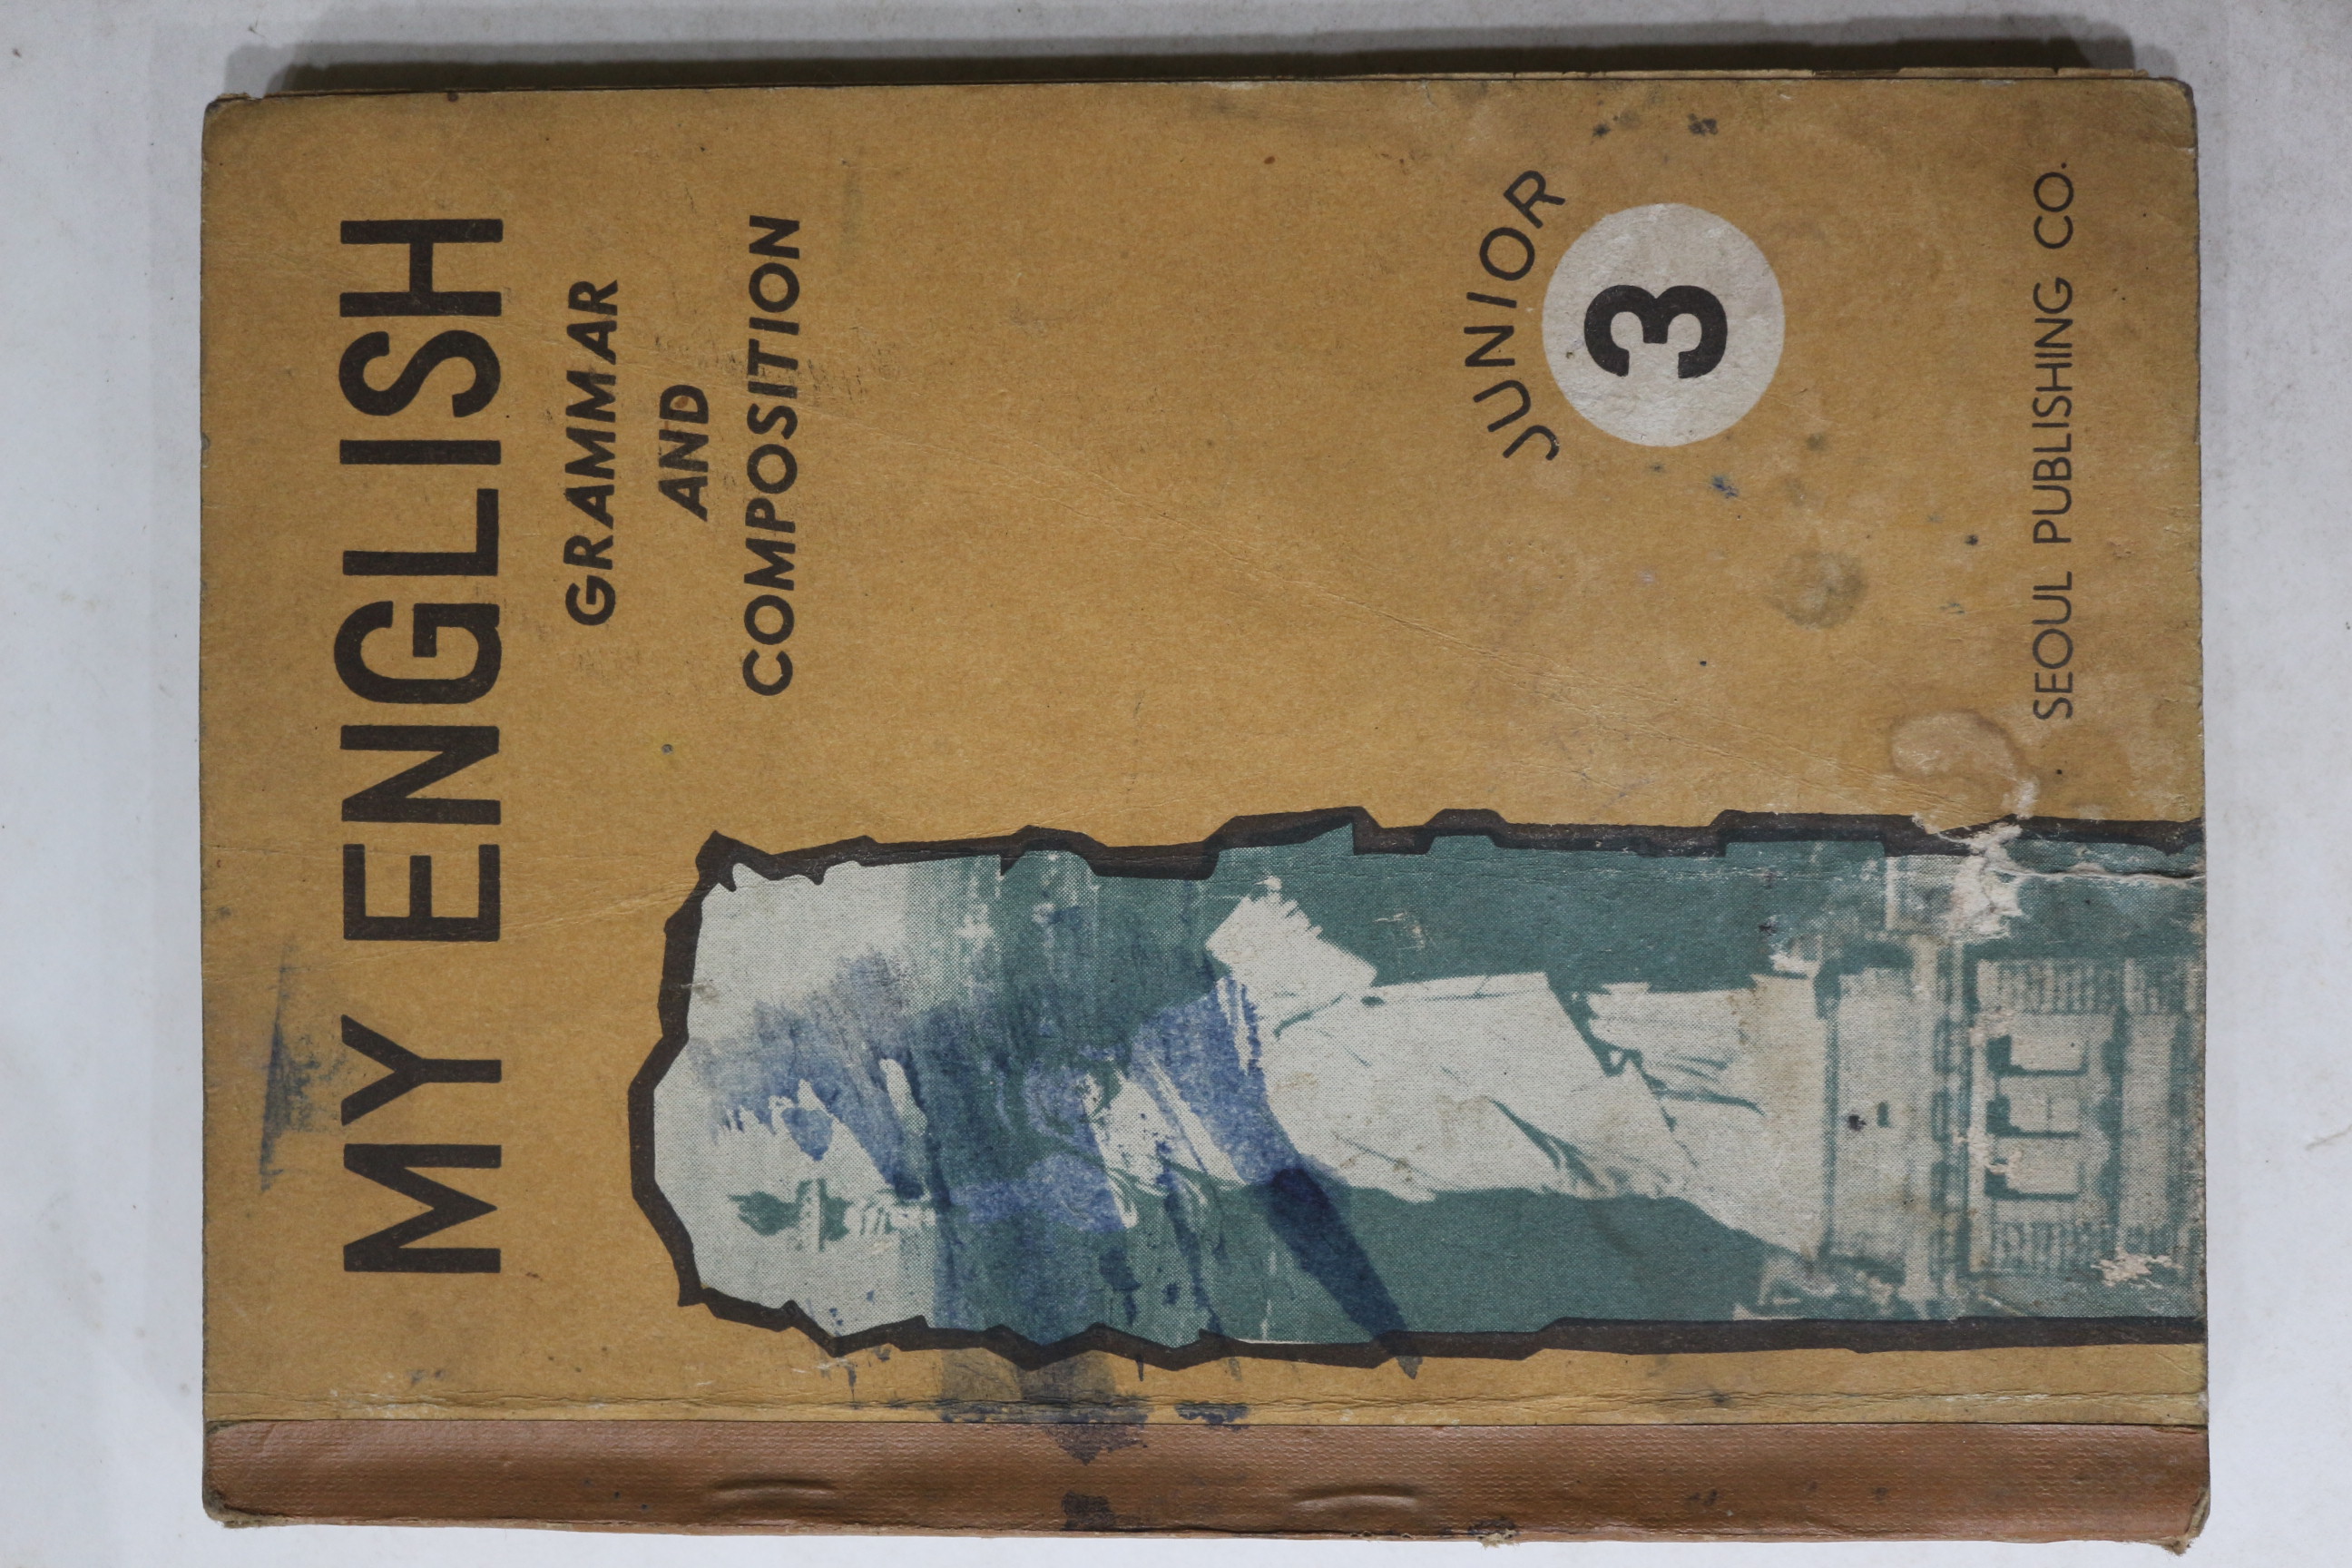 MY ENGLISH
GRAMMAR
AND
COMPOSITION
JUNIOR
3
SEOUL PUBLISHING CO.